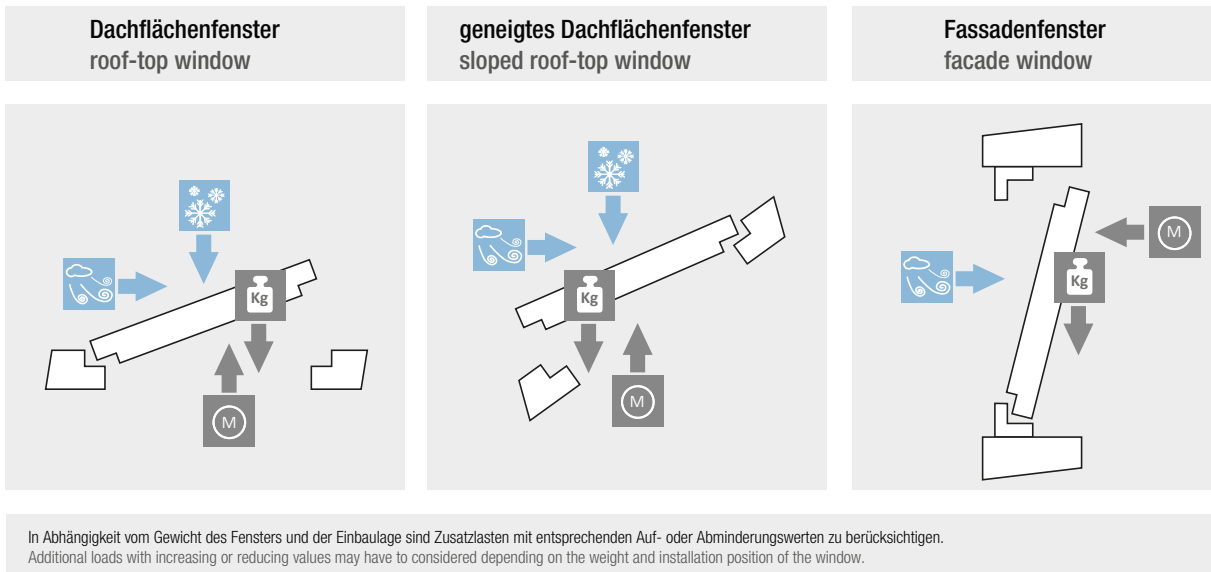 Dachflächenfenster
roof-top window
geneigtes Dachflächenfenster
sloped roof-top window
Fassadenfenster
facade window
Kg
M
Kg
M
M
Kg
In Abhängigkeit vom Gewicht des Fensters und der Einbaulage sind Zusatzlasten mit entsprechenden Auf- oder Abminderungswerten zu berücksichtigen.
Additional loads with increasing or reducing values may have to considered depending on the weight and installation position of the window.